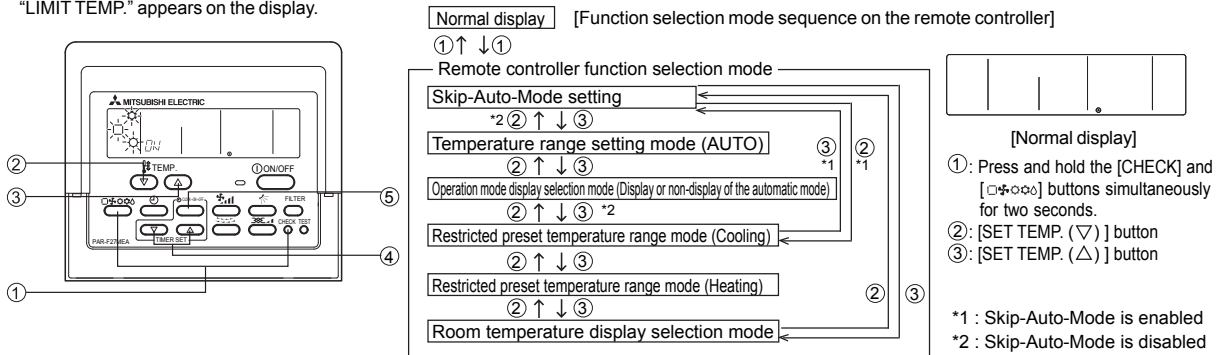 “LIMIT TEMP.” appears on the display.
MITSUBISHI ELECTRIC
ON
TEMP.
ON/OFF
FILTER
CHECK TEST
TIMER SET
PAR-F27MEA
②
③
①
⑤
④
Normal display
[Function selection mode sequence on the remote controller]
①↑ ↓①
Remote controller function selection mode
Skip-Auto-Mode setting
*2 ② ↑ ↓ ③
Temperature range setting mode (AUTO)
② ↑ ↓ ③
Operation mode display selection mode (Display or non-display of the automatic mode)
② ↑ ↓ ③ *2
Restricted preset temperature range mode (Cooling)
② ↑ ↓ ③
Restricted preset temperature range mode (Heating)
② ↑ ↓ ③
Room temperature display selection mode
③ ②
*1 *1
② ③
[Normal display]
①: Press and hold the [CHECK] and
[ ] buttons simultaneously
for two seconds.
②: [SET TEMP. (▽) ] button
③: [SET TEMP. (△) ] button
*1 : Skip-Auto-Mode is enabled
*2 : Skip-Auto-Mode is disabled